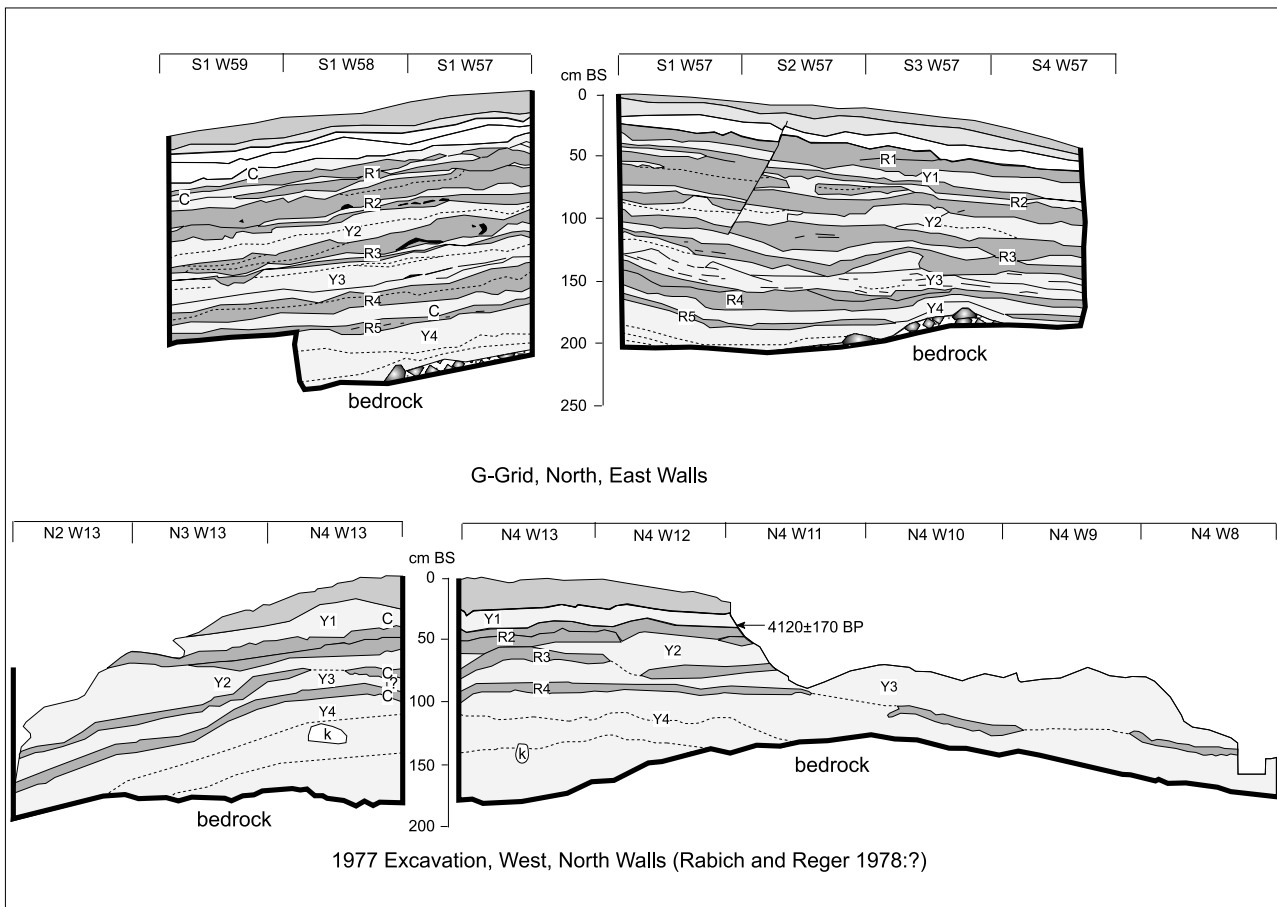 S1 W59 S1 W58 S1 W57
S1 W57 S2 W57 S3 W57 S4 W57
cm BS
0
50
100
150
200
250
C
C
R1
R2
Y2
R3
Y3
R4
C
R5
Y4
bedrock
R1
Y1
R2
Y2
R3
Y3
R4
Y4
R5
bedrock
G-Grid, North, East Walls
N2 W13 N3 W13 N4 W13
N4 W13 N4 W12 N4 W11 N4 W10 N4 W9 N4 W8
cm BS
0
50
100
150
200
Y1
C
Y2
Y3
C
?
C
Y4
k
bedrock
Y1
R2
4120±170 BP
Y2
R3
R4
Y3
Y4
k
bedrock
1977 Excavation, West, North Walls (Rabich and Reger 1978:?)